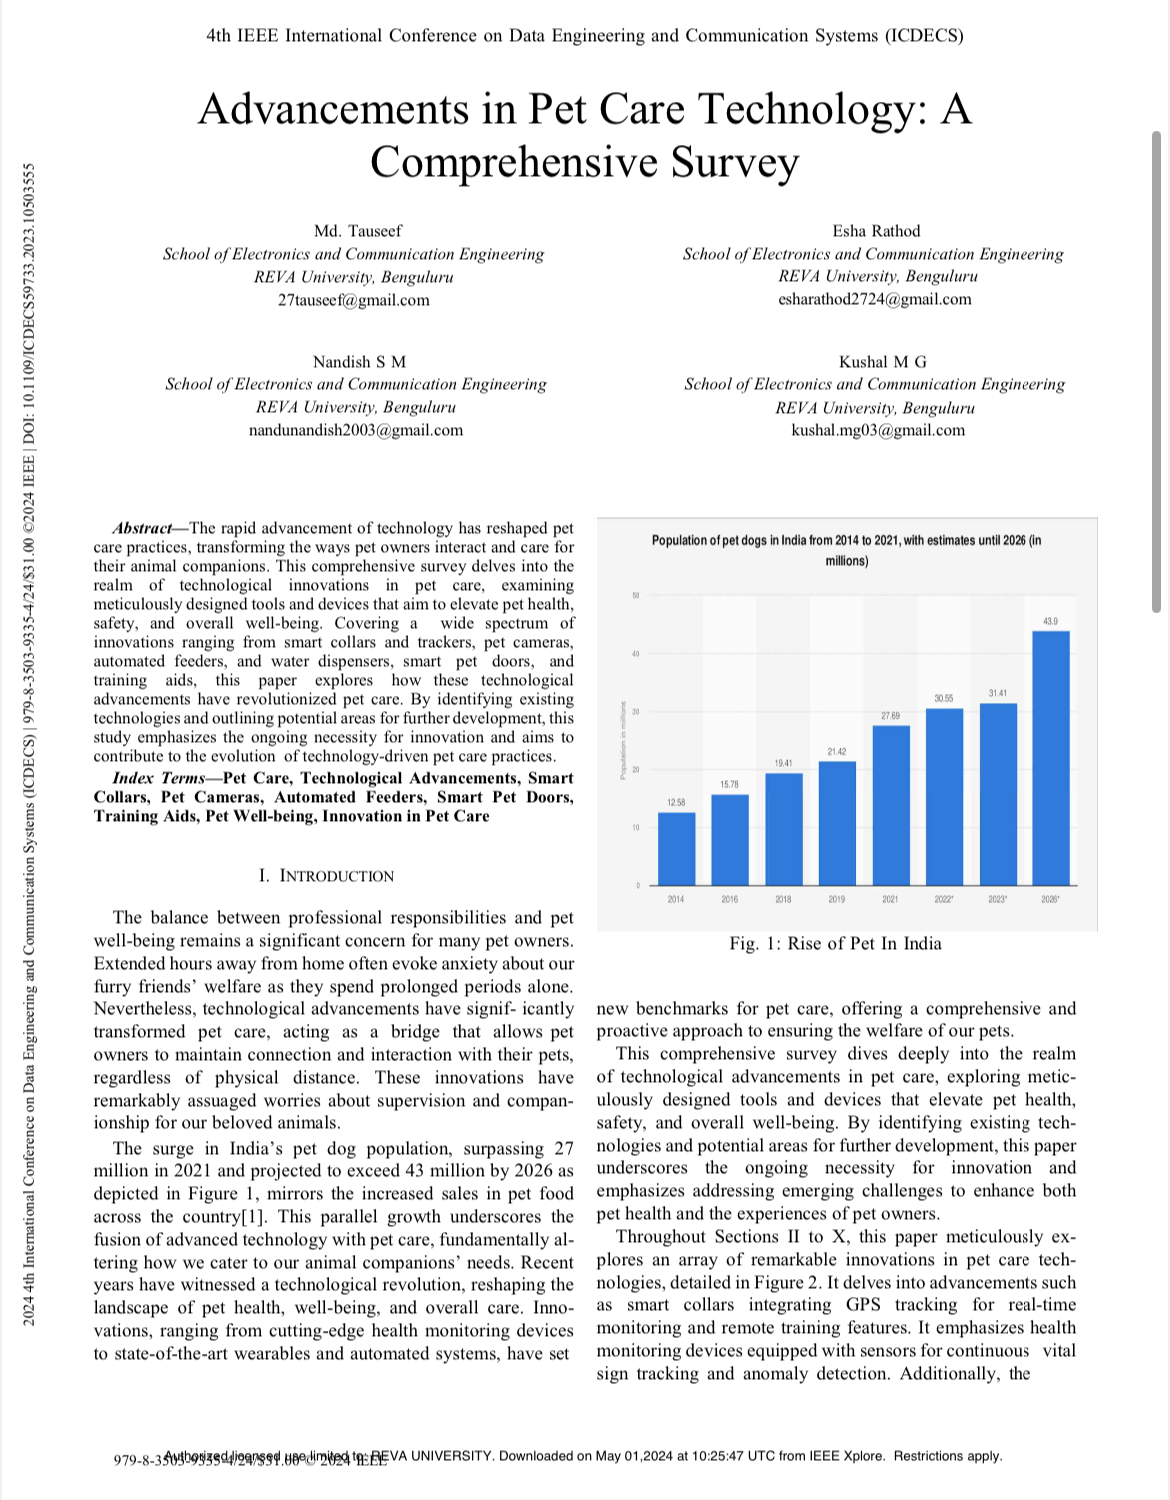 4th IEEE International Conference on Data Engineering and Communication Systems (ICDECS)
Advancements in Pet Care Technology: A
Comprehensive Survey
Md. Tauseef
School of Electronics and Communication Engineering
REVA University, Benguluru
27tauseef@gmail.com
Esha Rathod
School of Electronics and Communication Engineering
REVA University, Benguluru
esharathod2724@gmail.com
Nandish S M
School of Electronics and Communication Engineering
REVA University, Benguluru
nandunandish2003@gmail.com
Kushal M G
School of Electronics and Communication Engineering
REVA University, Benguluru
kushal.mg03@gmail.com
2024 4th International Conference on Data Engineering and Communication Systems (ICDECS) | 979-8-3503-9335-4/24/$31.00 ©2024 IEEE | DOI: 10.1109/ICDECS59733.2023.10503555
Abstract—The rapid advancement of technology has reshaped pet
care practices, transforming the ways pet owners interact and care for
their animal companions. This comprehensive survey delves into the
realm of technological innovations in pet care, examining
meticulously designed tools and devices that aim to elevate pet health,
safety, and overall well-being. Covering a wide spectrum of
innovations ranging from smart collars and trackers, pet cameras,
automated feeders, and water dispensers, smart pet doors, and
training aids, this paper explores how these technological
advancements have revolutionized pet care. By identifying existing
technologies and outlining potential areas for further development, this
study emphasizes the ongoing necessity for innovation and aims to
contribute to the evolution of technology-driven pet care practices.
Index Terms—Pet Care, Technological Advancements, Smart
Collars, Pet Cameras, Automated Feeders, Smart Pet Doors,
Training Aids, Pet Well-being, Innovation in Pet Care
I. INTRODUCTION
The balance between professional responsibilities and pet
well-being remains a significant concern for many pet owners.
Extended hours away from home often evoke anxiety about our
furry friends’ welfare as they spend prolonged periods alone.
Nevertheless, technological advancements have signif- icantly
transformed pet care, acting as a bridge that allows pet
owners to maintain connection and interaction with their pets,
regardless of physical distance. These innovations have
remarkably assuaged worries about supervision and compan-
ionship for our beloved animals.
The surge in India’s pet dog population, surpassing 27
million in 2021 and projected to exceed 43 million by 2026 as
depicted in Figure 1, mirrors the increased sales in pet food
across the country[1]. This parallel growth underscores the
fusion of advanced technology with pet care, fundamentally al-
tering how we cater to our animal companions’ needs. Recent
years have witnessed a technological revolution, reshaping the
landscape of pet health, well-being, and overall care. Inno-
vations, ranging from cutting-edge health monitoring devices
to state-of-the-art wearables and automated systems, have set
Population of pet dogs in India from 2014 to 2021, with estimates until 2026 (in
millions)
Population in millions
50
40
30
20
10
0
12.58
15.78
19.41
21.42
27.69
30.55
31.41
43.9
2014
2016
2018
2019
2021
2022*
2023*
2026*
Fig. 1: Rise of Pet In India
new benchmarks for pet care, offering a comprehensive and
proactive approach to ensuring the welfare of our pets.
This comprehensive survey dives deeply into the realm
of technological advancements in pet care, exploring metic-
ulously designed tools and devices that elevate pet health,
safety, and overall well-being. By identifying existing tech-
nologies and potential areas for further development, this paper
underscores the ongoing necessity for innovation and
emphasizes addressing emerging challenges to enhance both
pet health and the experiences of pet owners.
Throughout Sections II to X, this paper meticulously ex-
plores an array of remarkable innovations in pet care tech-
nologies, detailed in Figure 2. It delves into advancements such
as smart collars integrating GPS tracking for real-time
monitoring and remote training features. It emphasizes health
monitoring devices equipped with sensors for continuous vital
sign tracking and anomaly detection. Additionally, the
979-8-3503-9335-4/24/$31.00 © 2024 IEEE
Authorized licensed use limited to: REVA UNIVERSITY. Downloaded on May 01,2024 at 10:25:47 UTC from IEEE Xplore. Restrictions apply.